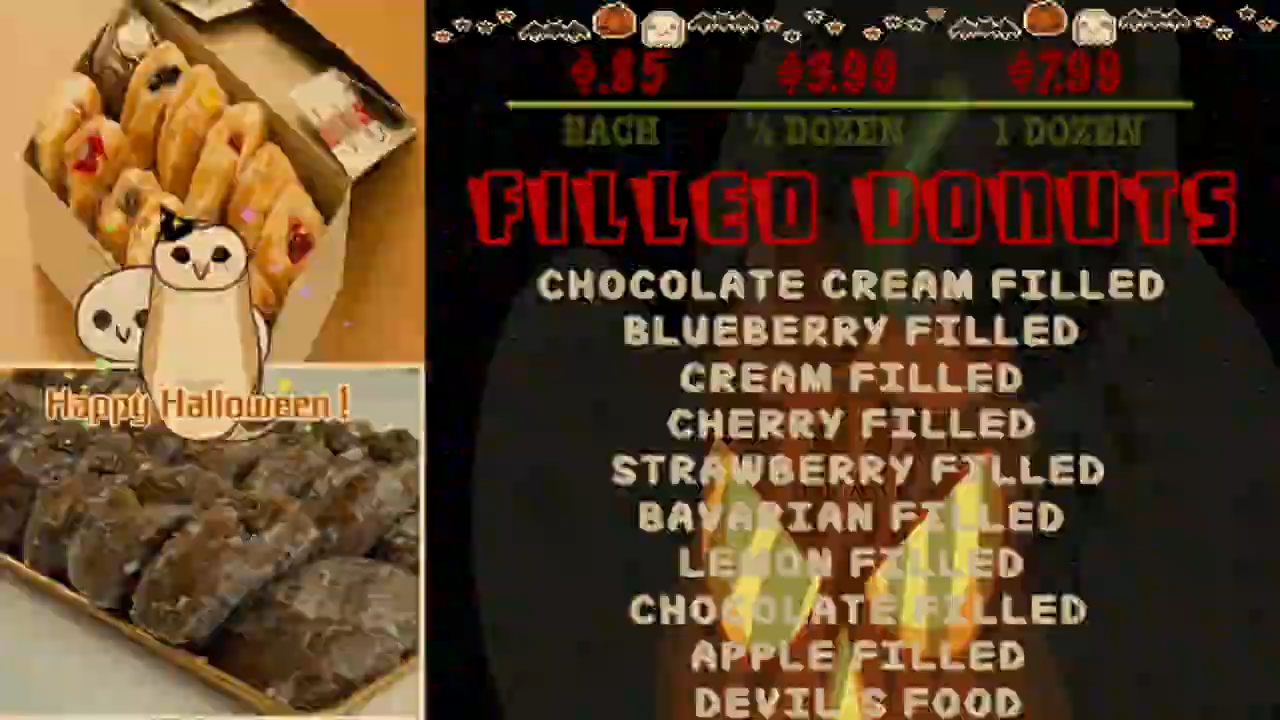 $.85 $3.99 $7.99
EACH ½ DOZEN 1 DOZEN
FILLED DONUTS
CHOCOLATE CREAM FILLED
BLUEBERRY FILLED
CREAM FILLED
CHERRY FILLED
STRAWBERRY FILLED
BAVARIAN FILLED
LEMON FILLED
CHOCOLATE FILLED
APPLE FILLED
DEVIL'S FOOD
Happy Halloween !